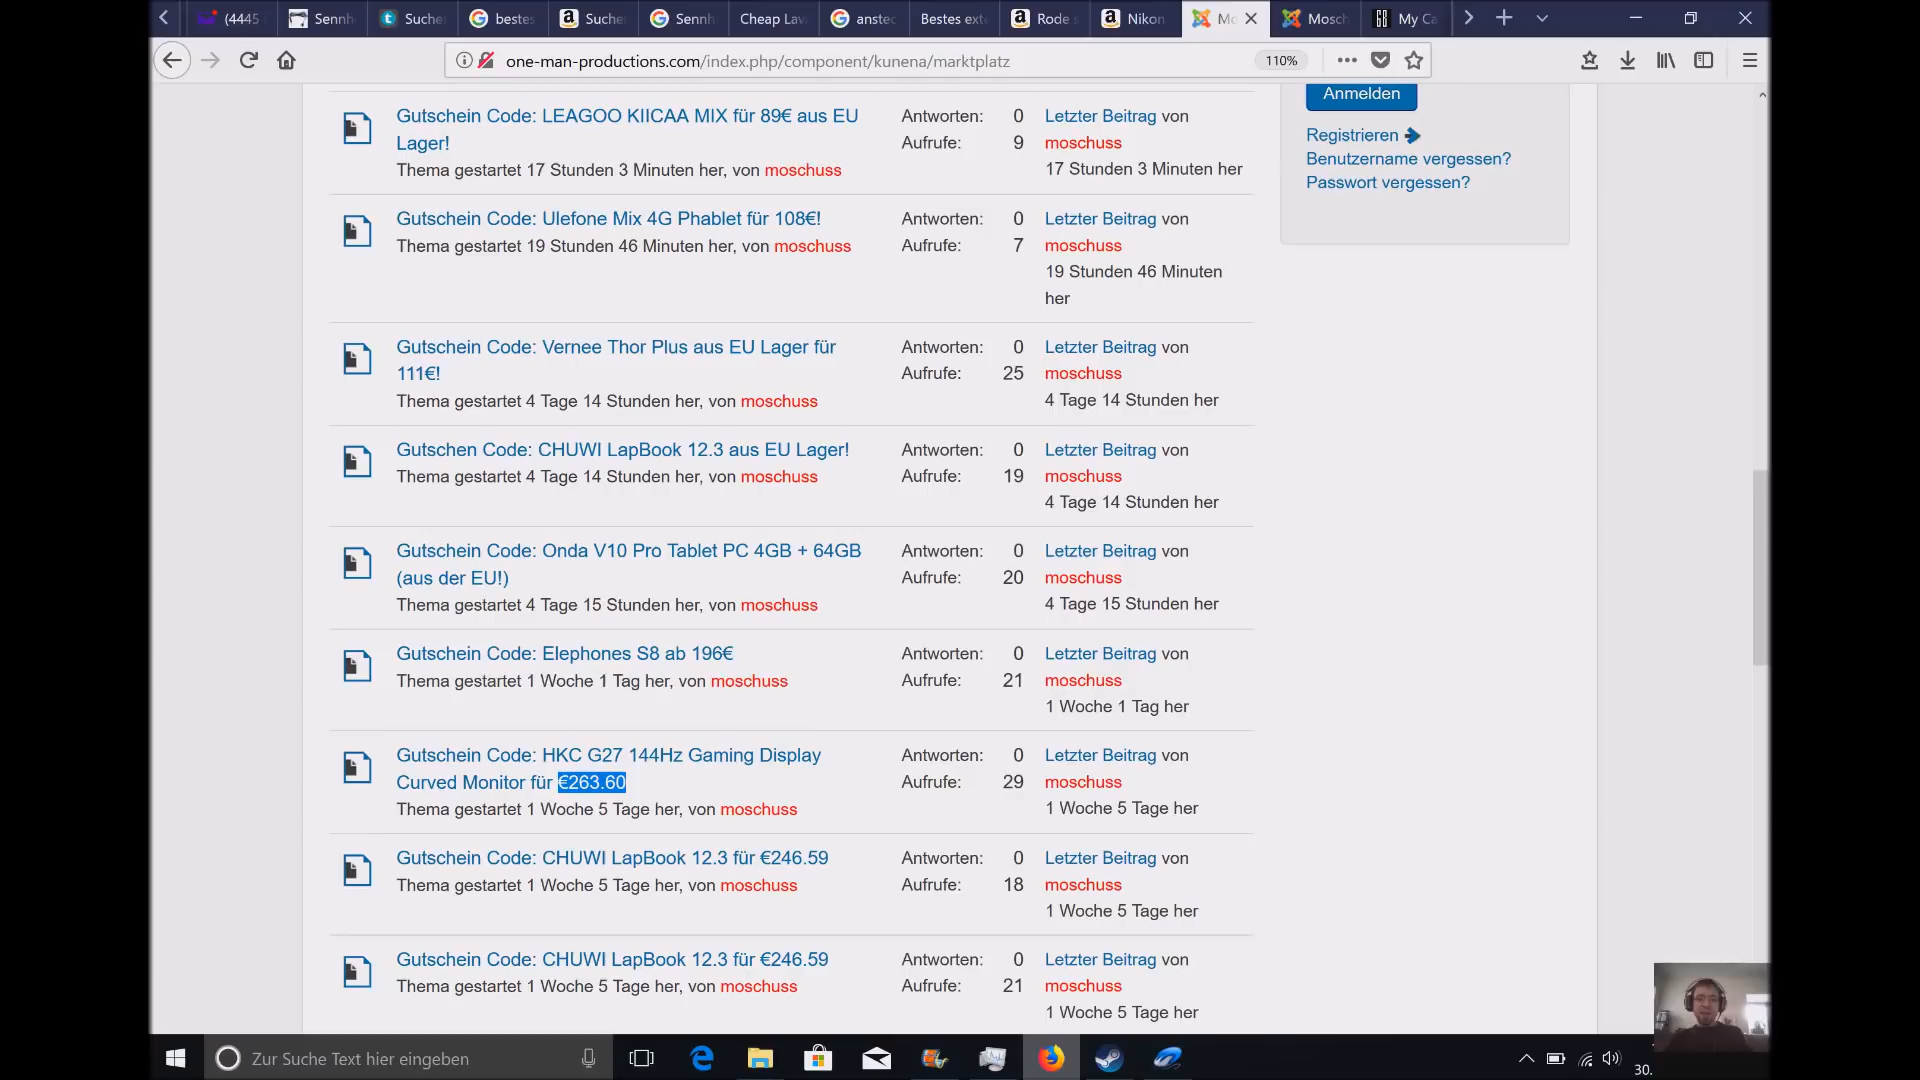 (4445
Sennh
Suche
bestes
Suche
Sennh
Cheap Lav
anste
Bestes ext
Rode s
Nikon
Mo
Mosch
My Ca
one-man-productions.com/index.php/component/kunena/marktplatz
110%
Anmelden
Registrieren
Benutzername vergessen?
Passwort vergessen?
Gutschein Code: LEAGOO KIICAA MIX für 89€ aus EU
Lager!
Thema gestartet 17 Stunden 3 Minuten her, von moschuss
Antworten: 0
Aufrufe: 9
Letzter Beitrag von
moschuss
17 Stunden 3 Minuten her
Gutschein Code: Ulefone Mix 4G Phablet für 108€!
Thema gestartet 19 Stunden 46 Minuten her, von moschuss
Antworten: 0
Aufrufe: 7
Letzter Beitrag von
moschuss
19 Stunden 46 Minuten
her
Gutschein Code: Vernee Thor Plus aus EU Lager für
111€!
Thema gestartet 4 Tage 14 Stunden her, von moschuss
Antworten: 0
Aufrufe: 25
Letzter Beitrag von
moschuss
4 Tage 14 Stunden her
Gutschen Code: CHUWI LapBook 12.3 aus EU Lager!
Thema gestartet 4 Tage 14 Stunden her, von moschuss
Antworten: 0
Aufrufe: 19
Letzter Beitrag von
moschuss
4 Tage 14 Stunden her
Gutschein Code: Onda V10 Pro Tablet PC 4GB + 64GB
(aus der EU!)
Thema gestartet 4 Tage 15 Stunden her, von moschuss
Antworten: 0
Aufrufe: 20
Letzter Beitrag von
moschuss
4 Tage 15 Stunden her
Gutschein Code: Elephones S8 ab 196€
Thema gestartet 1 Woche 1 Tag her, von moschuss
Antworten: 0
Aufrufe: 21
Letzter Beitrag von
moschuss
1 Woche 1 Tag her
Gutschein Code: HKC G27 144Hz Gaming Display
Curved Monitor für €263.60
Thema gestartet 1 Woche 5 Tage her, von moschuss
Antworten: 0
Aufrufe: 29
Letzter Beitrag von
moschuss
1 Woche 5 Tage her
Gutschein Code: CHUWI LapBook 12.3 für €246.59
Thema gestartet 1 Woche 5 Tage her, von moschuss
Antworten: 0
Aufrufe: 18
Letzter Beitrag von
moschuss
1 Woche 5 Tage her
Gutschein Code: CHUWI LapBook 12.3 für €246.59
Thema gestartet 1 Woche 5 Tage her, von moschuss
Antworten: 0
Aufrufe: 21
Letzter Beitrag von
moschuss
1 Woche 5 Tage her
Zur Suche Text hier eingeben
30.